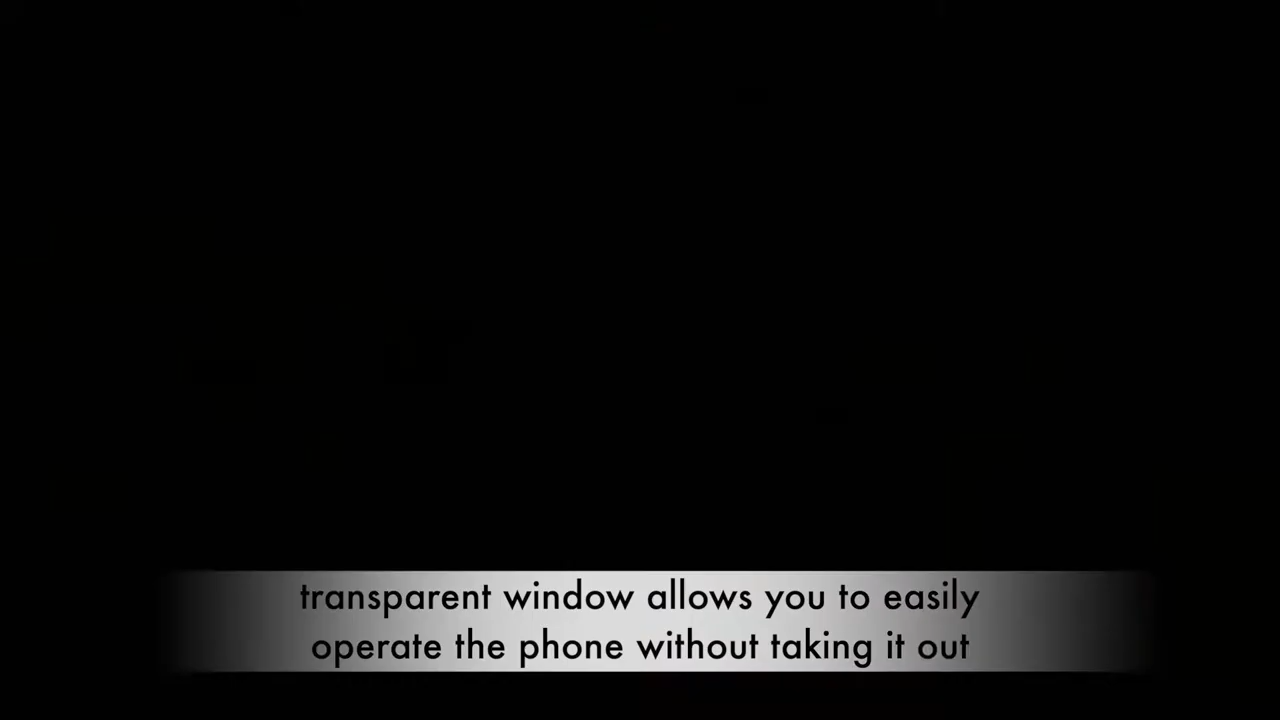 transparent window allows you to easily
operate the phone without taking it out